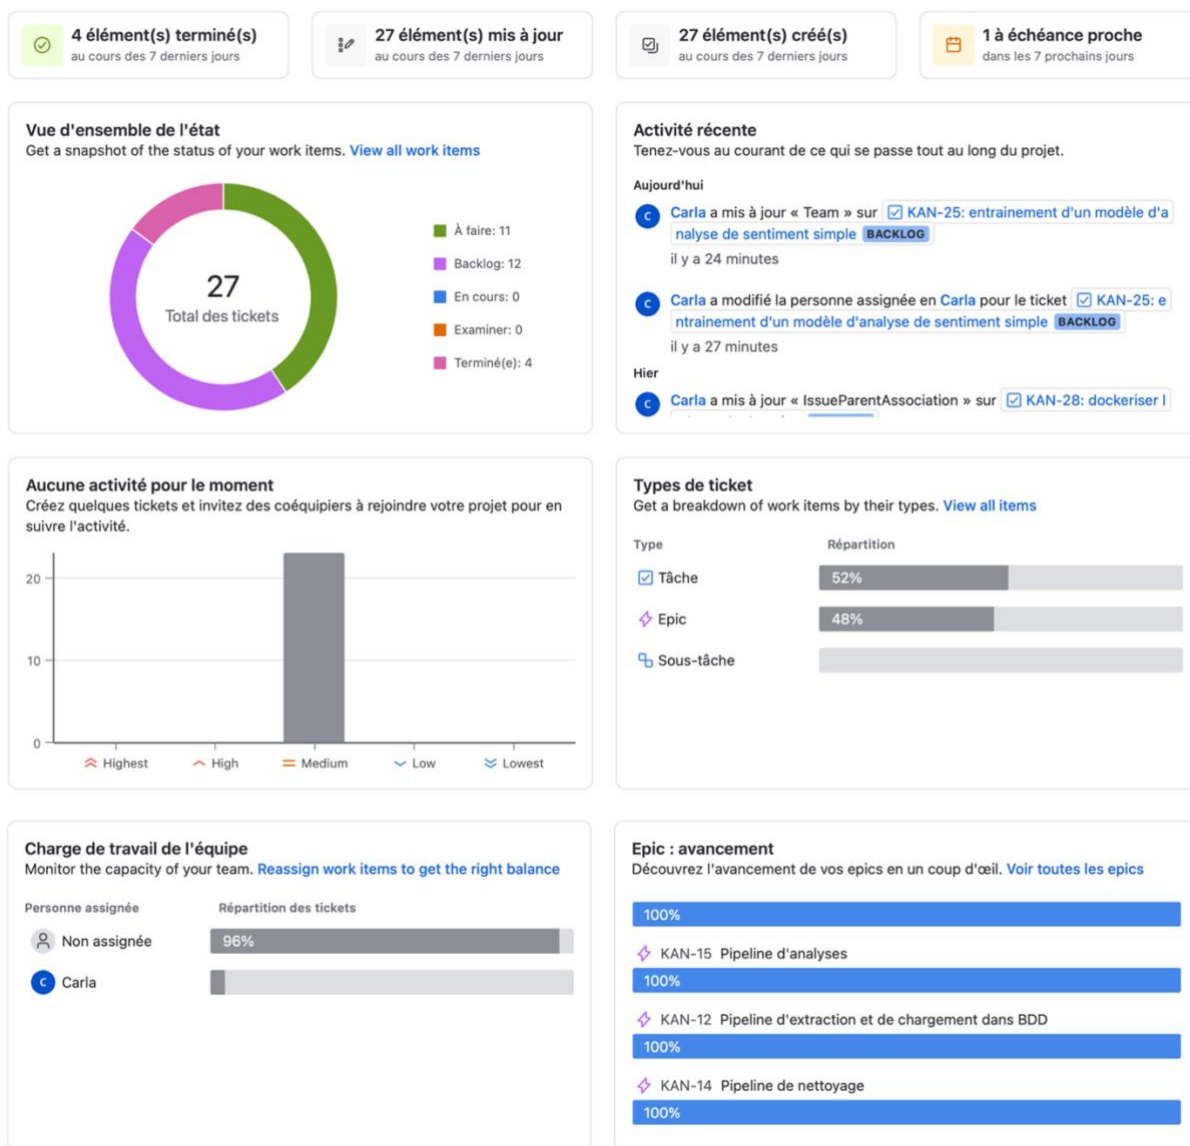 4 élément(s) terminé(s)
au cours des 7 derniers jours
27 élément(s) mis à jour
au cours des 7 derniers jours
27 élément(s) créé(s)
au cours des 7 derniers jours
1 à échéance proche
dans les 7 prochains jours
Vue d'ensemble de l'état
Get a snapshot of the status of your work items. View all work items
27
Total des tickets
À faire: 11
Backlog: 12
En cours: 0
Examiner: 0
Terminé(e): 4
Activité récente
Tenez-vous au courant de ce qui se passe tout au long du projet.
Aujourd'hui
C
Carla a mis à jour « Team » sur KAN-25: entrainement d'un modèle d'a
nalyse de sentiment simple BACKLOG
il y a 24 minutes
C
Carla a modifié la personne assignée en Carla pour le ticket KAN-25: e
ntrainement d'un modèle d'analyse de sentiment simple BACKLOG
il y a 27 minutes
Hier
C
Carla a mis à jour « IssueParentAssociation » sur KAN-28: dockeriser l
Aucune activité pour le moment
Créez quelques tickets et invitez des coéquipiers à rejoindre votre projet pour en
suivre l'activité.
20
10
0
Highest
High
Medium
Low
Lowest
Types de ticket
Get a breakdown of work items by their types. View all items
Type
Répartition
Tâche
52%
Epic
48%
Sous-tâche
Charge de travail de l'équipe
Monitor the capacity of your team. Reassign work items to get the right balance
Personne assignée
Répartition des tickets
Non assignée
96%
C
Carla
Epic : avancement
Découvrez l'avancement de vos epics en un coup d'œil. Voir toutes les epics
100%
KAN-15 Pipeline d'analyses
100%
KAN-12 Pipeline d'extraction et de chargement dans BDD
100%
KAN-14 Pipeline de nettoyage
100%